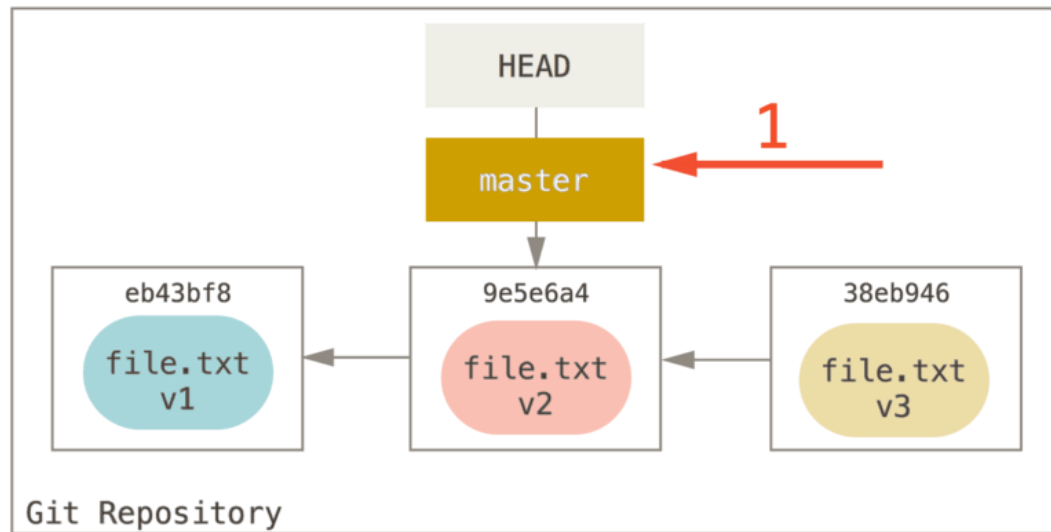 HEAD
1
master
eb43bf8
9e5e6a4
38eb946
file.txt
v1
file.txt
v2
file.txt
v3
Git Repository